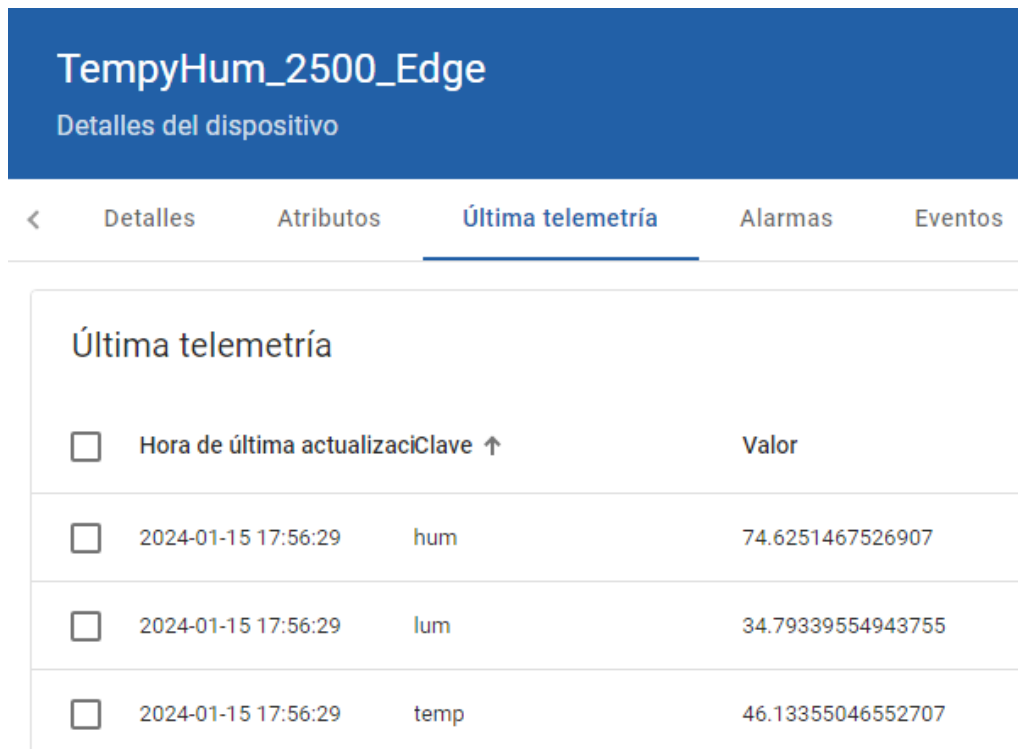 TempyHum_2500_Edge
Detalles del dispositivo
Detalles Atributos Última telemetría Alarmas Eventos
Última telemetría
Hora de última actualizaciClave ↑ Valor
2024-01-15 17:56:29 hum 74.6251467526907
2024-01-15 17:56:29 lum 34.79339554943755
2024-01-15 17:56:29 temp 46.13355046552707